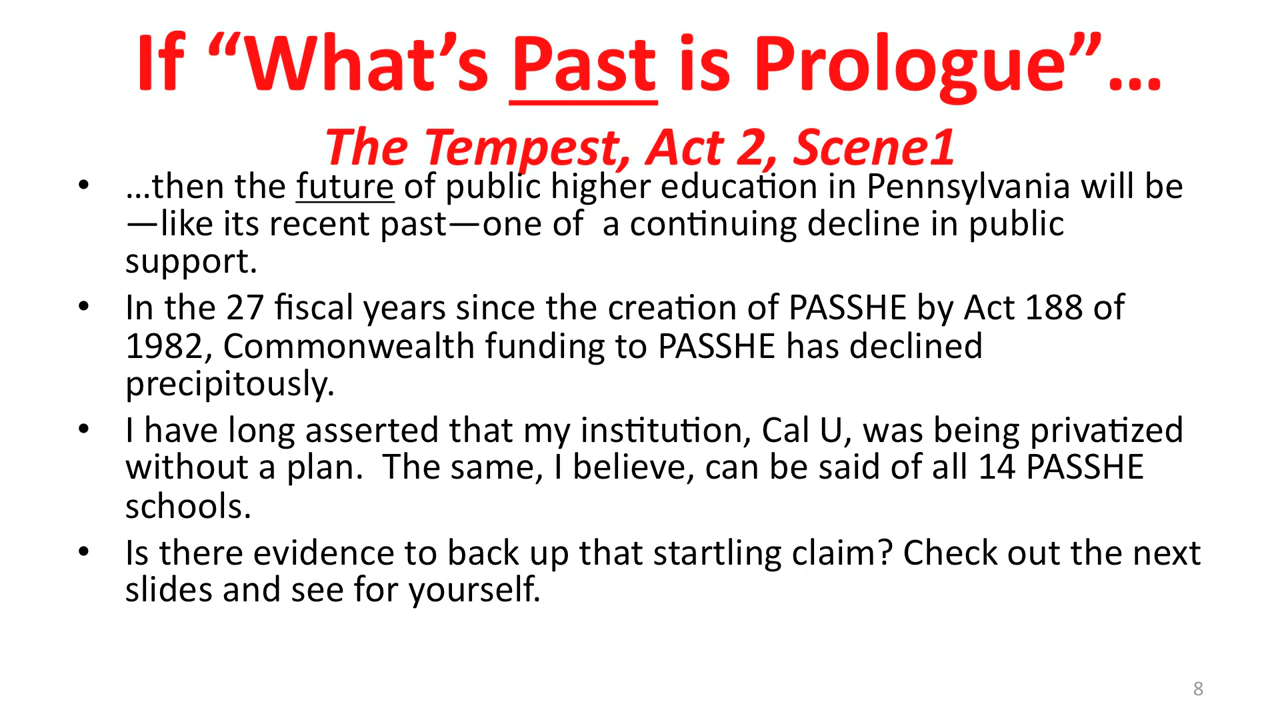 If “What’s Past is Prologue”…
The Tempest, Act 2, Scene1
• …then the future of public higher education in Pennsylvania will be
—like its recent past—one of  a continuing decline in public
support.
• In the 27 fiscal years since the creation of PASSHE by Act 188 of
1982, Commonwealth funding to PASSHE has declined
precipitously.
• I have long asserted that my institution, Cal U, was being privatized
without a plan.  The same, I believe, can be said of all 14 PASSHE
schools.
• Is there evidence to back up that startling claim? Check out the next
slides and see for yourself.
8